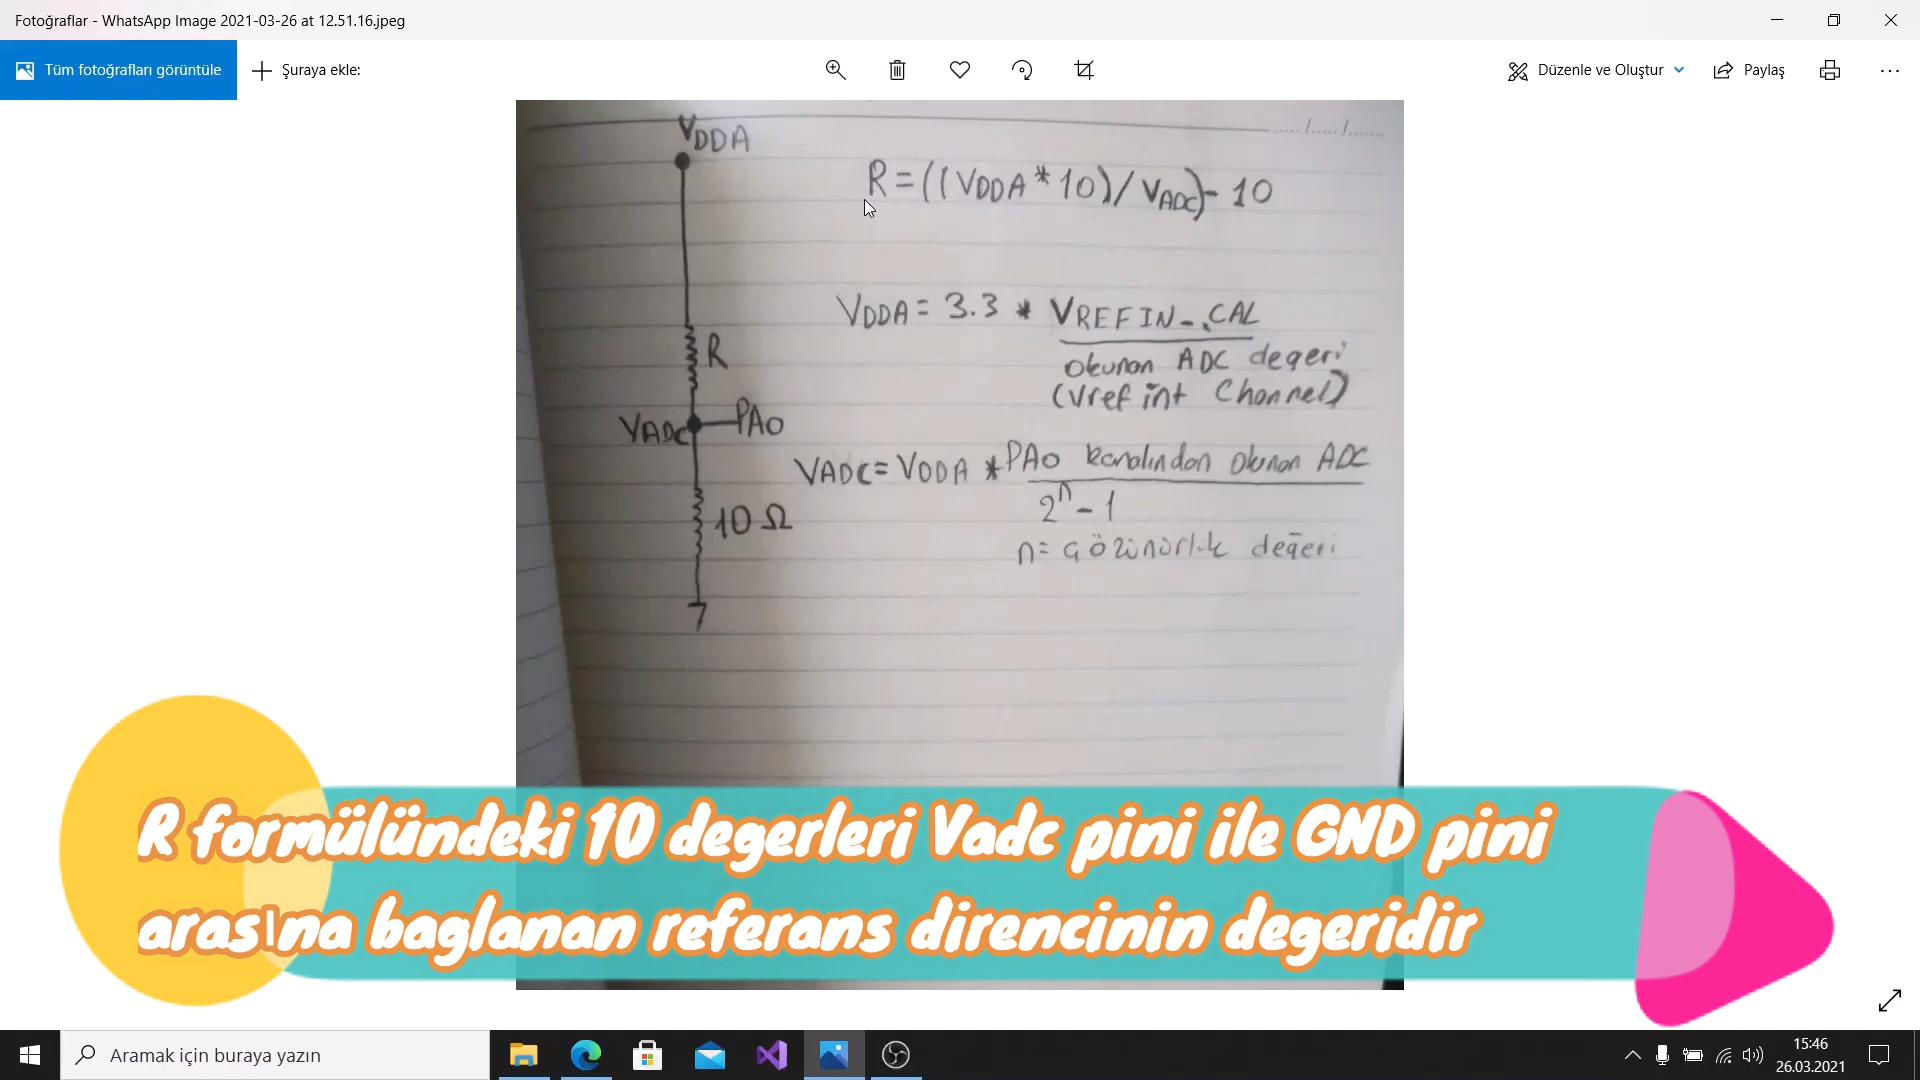 Fotoğraflar - WhatsApp Image 2021-03-26 at 12.51.16.jpeg
Tüm fotoğrafları görüntüle
Şuraya ekle:
Düzenle ve Oluştur
Paylaş
VDDA
..... /..... /.......
R = ((VDDA * 10) / VADC) - 10
VDDA = 3.3 * VREFIN_CAL
okunan ADC degeri
(Vref int Channel)
R
VADC
PA0
VADC = VDDA * PA0 kanalından okunan ADC
2ⁿ - 1
10 Ω
n = çözünürlük değeri
R formülündeki 10 degerleri Vadc pini ile GND pini
arasına baglanan referans direncinin degeridir
Aramak için buraya yazın
15:46
26.03.2021